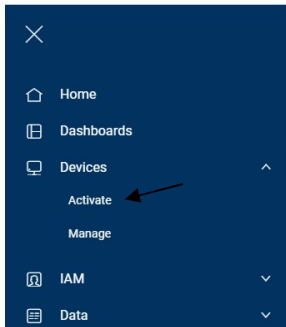 Home
Dashboards
Devices
Activate
Manage
IAM
Data